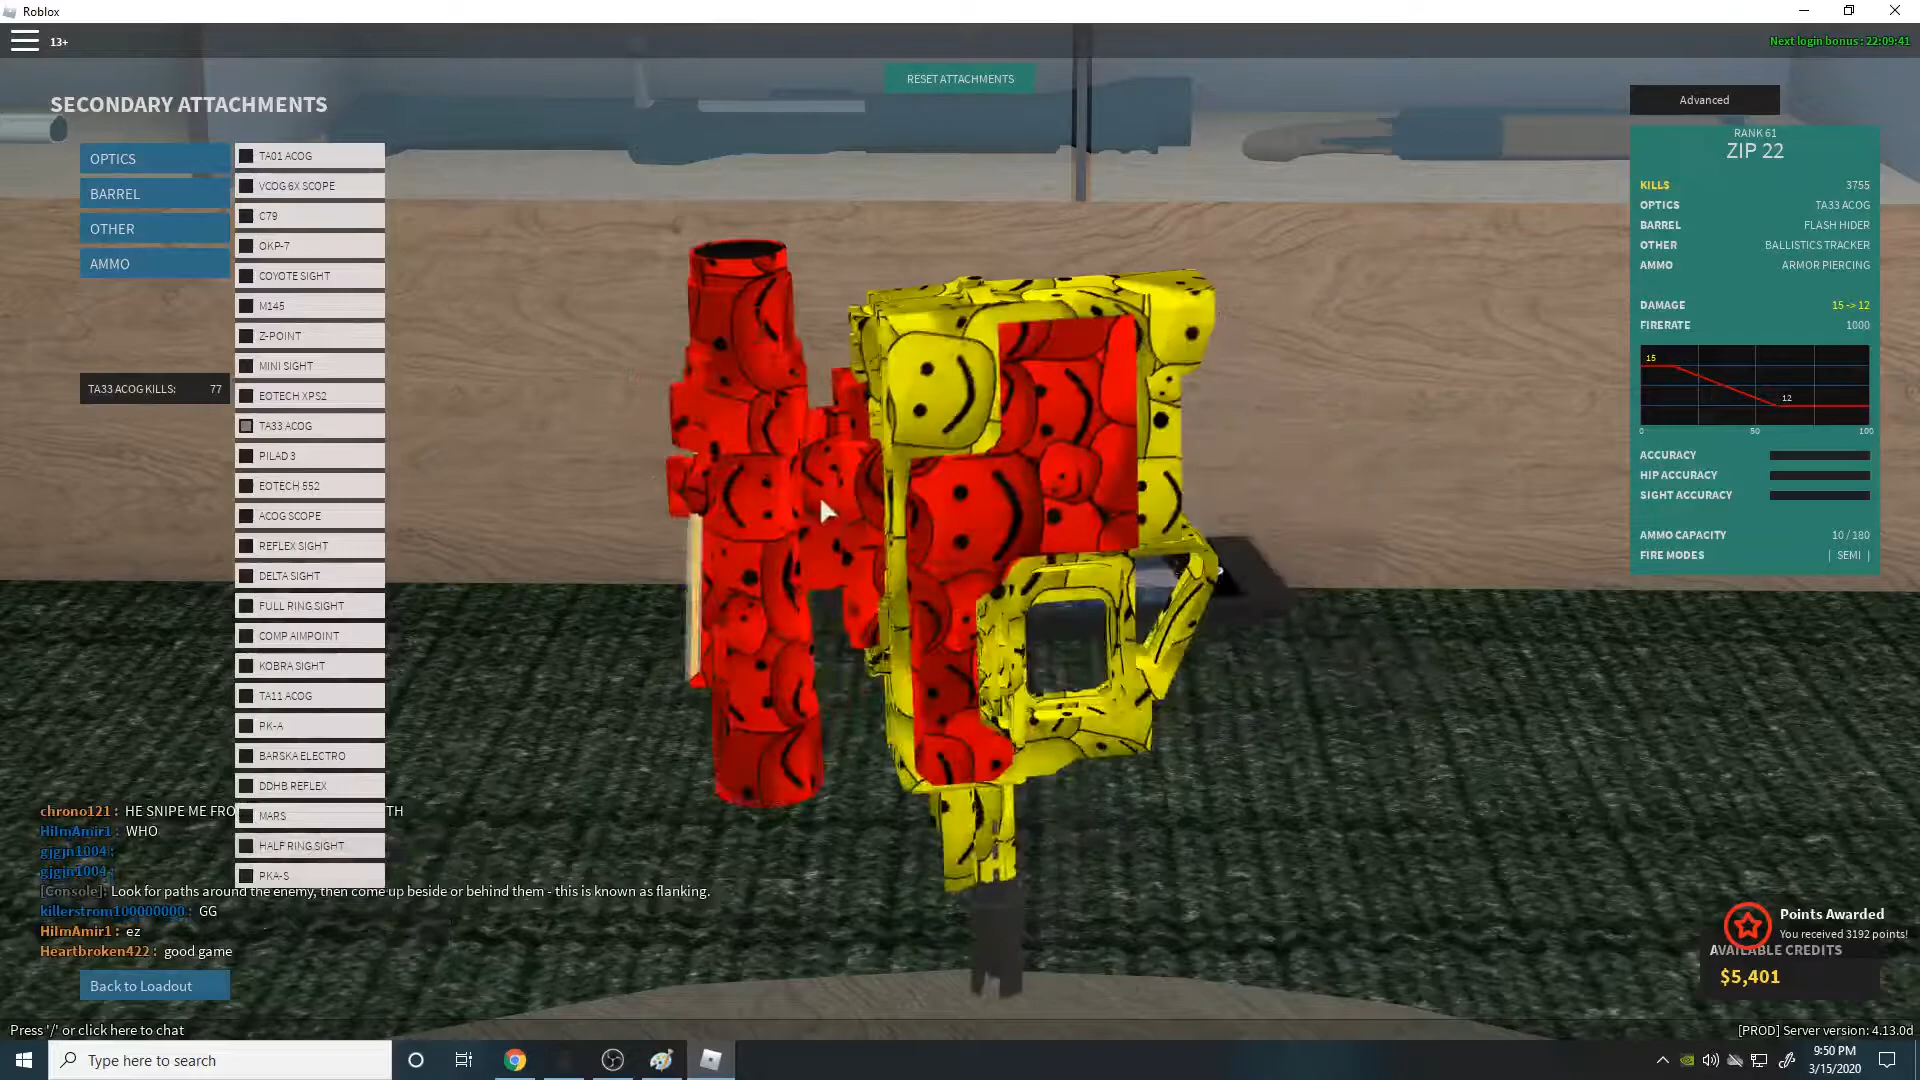 Roblox
13+
Next login bonus : 22:09:41
RESET ATTACHMENTS
SECONDARY ATTACHMENTS
OPTICS
BARREL
OTHER
AMMO
TA33 ACOG KILLS: 77
TA01 ACOG
VCOG 6X SCOPE
C79
OKP-7
COYOTE SIGHT
M145
Z-POINT
MINI SIGHT
EOTECH XPS2
TA33 ACOG
PILAD 3
EOTECH 552
ACOG SCOPE
REFLEX SIGHT
DELTA SIGHT
FULL RING SIGHT
COMP AIMPOINT
KOBRA SIGHT
TA11 ACOG
PK-A
BARSKA ELECTRO
DDHB REFLEX
MARS
HALF RING SIGHT
PKA-S
Advanced
RANK 61
ZIP 22
KILLS 3755
OPTICS TA33 ACOG
BARREL FLASH HIDER
OTHER BALLISTICS TRACKER
AMMO ARMOR PIERCING
DAMAGE 15 -> 12
FIRERATE 1000
15
12
0 50 100
ACCURACY
HIP ACCURACY
SIGHT ACCURACY
AMMO CAPACITY 10 / 180
FIRE MODES | SEMI |
chrono121 : HE SNIPE ME FRO TH
HiImAmir1 : WHO
gjgjn1004 :
gjgjn1004 :
[Console]: Look for paths around the enemy, then come up beside or behind them - this is known as flanking.
killerstrom100000000 : GG
HiImAmir1 : ez
Heartbroken422 : good game
Back to Loadout
Points Awarded
You received 3192 points!
AVAILABLE CREDITS
$5,401
Press '/' or click here to chat
[PROD] Server version: 4.13.0d
Type here to search
9:50 PM
3/15/2020